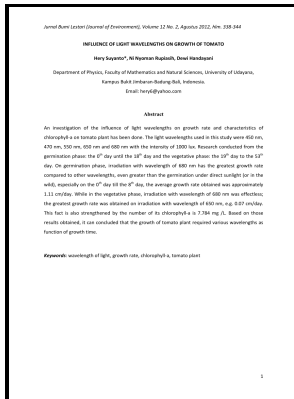 Jurnal Bumi Lestari (Journal of Environment), Volume 12 No. 2, Agustus 2012, hlm. 338-344
INFLUENCE OF LIGHT WAVELENGTHS ON GROWTH OF TOMATO
Hery Suyanto*, Ni Nyoman Rupiasih, Dewi Handayani
Department of Physics, Faculty of Mathematics and Natural Sciences, University of Udayana,
Kampus Bukit Jimbaran-Badung-Bali, Indonesia.
Email: hery6@yahoo.com
Abstract
An investigation of the influence of light wavelengths on growth rate and characteristics of
chlorophyll-a on tomato plant has been done. The light wavelengths used in this study were 450 nm,
470 nm, 550 nm, 650 nm and 680 nm with the intensity of 1000 lux. Research conducted from the
germination phase: the 0th day until the 18th day and the vegetative phase: the 19th day to the 53th
day. On germination phase, irradiation with wavelength of 680 nm has the greatest growth rate
compared to other wavelengths, even greater than the germination under direct sunlight (or in the
wild), especially on the 0th day till the 8th day, the average growth rate obtained was approximately
1.11 cm/day. While in the vegetative phase, irradiation with wavelength of 680 nm was effectless;
the greatest growth rate was obtained on irradiation with wavelength of 650 nm, e.g. 0.07 cm/day.
This fact is also strengthened by the number of its chlorophyll-a is 7.784 mg /L. Based on those
results obtained, it can concluded that the growth of tomato plant required various wavelengths as
function of growth time.
Keywords: wavelength of light, growth rate, chlorophyll-a, tomato plant
1